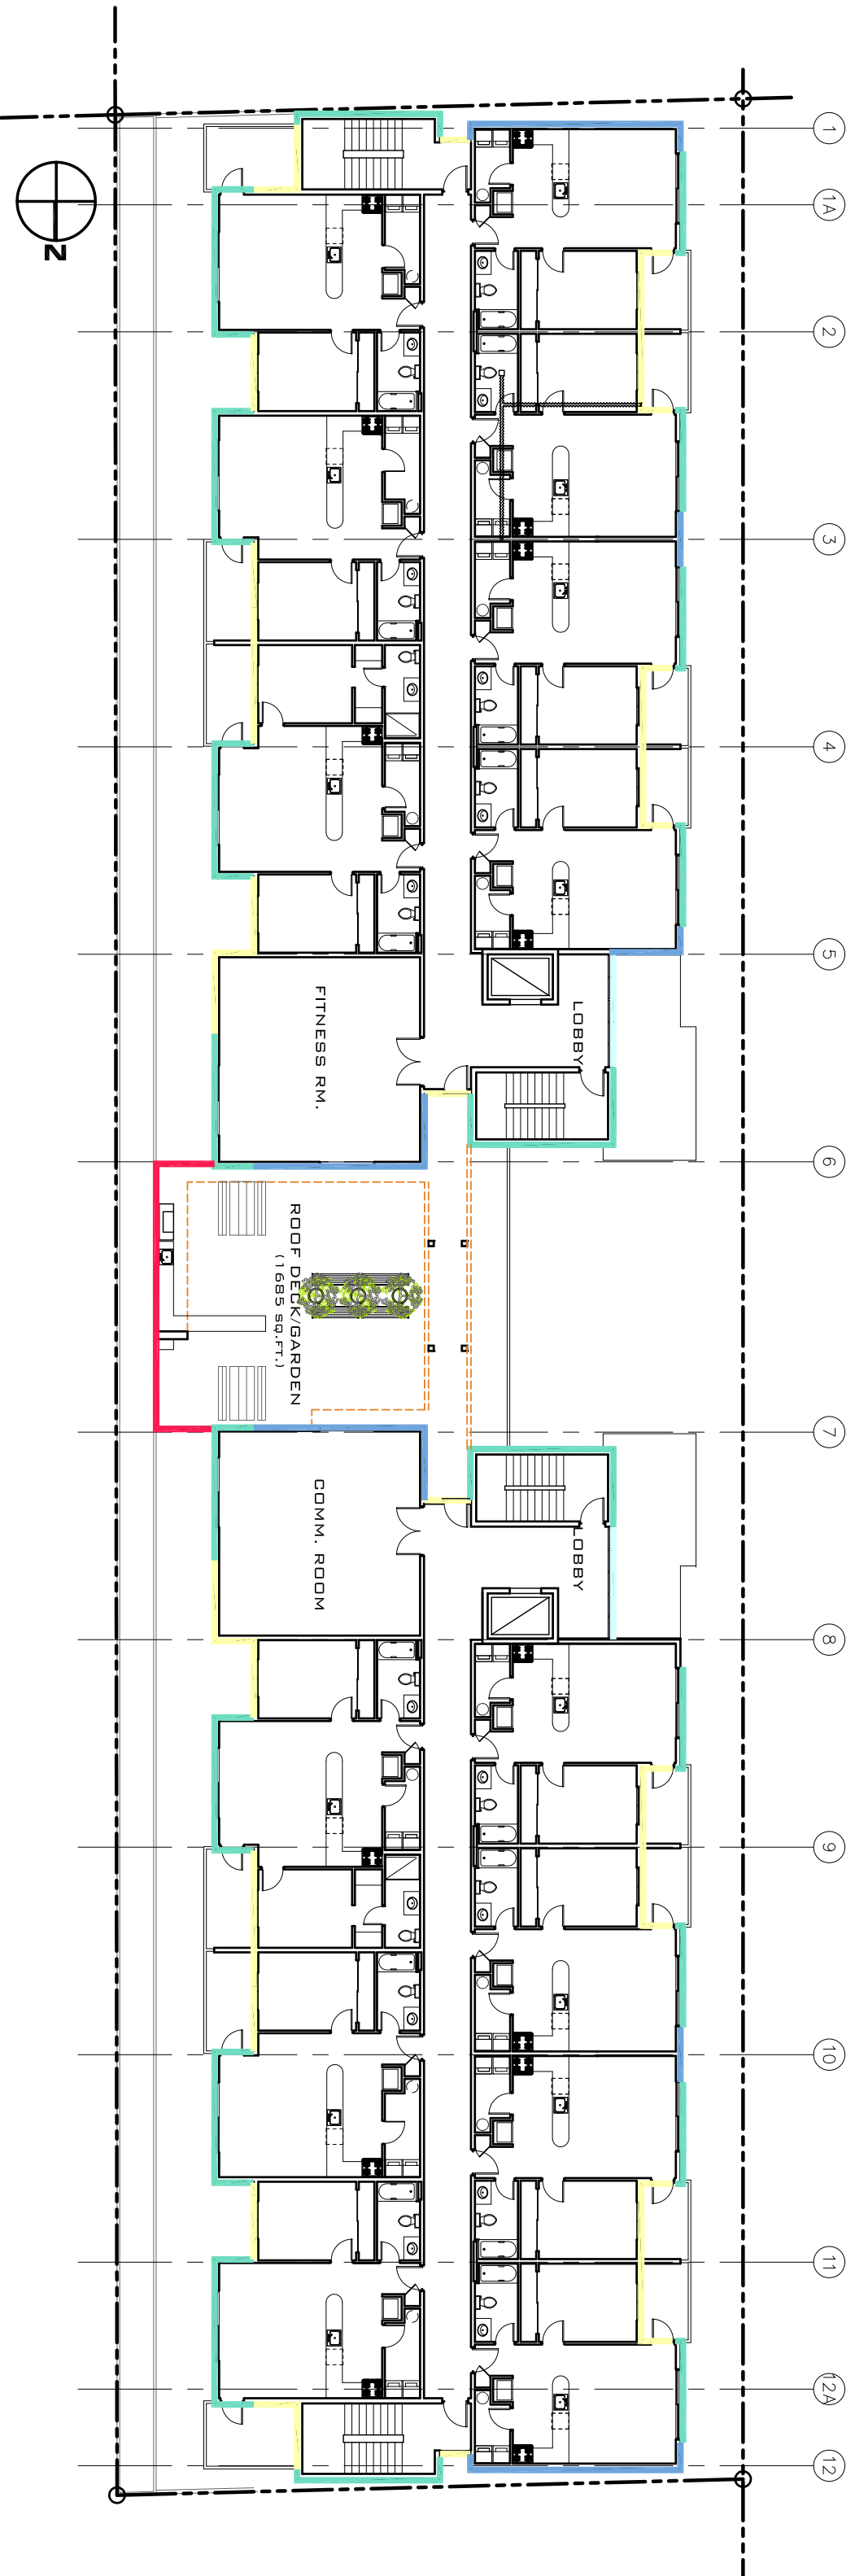 1
1A
N
2
3
4
5
FITNESS RM.
LOBBY
6
ROOF DECK/GARDEN
(1685 SQ.FT.)
7
COMM. ROOM
LOBBY
8
9
10
11
12A
12